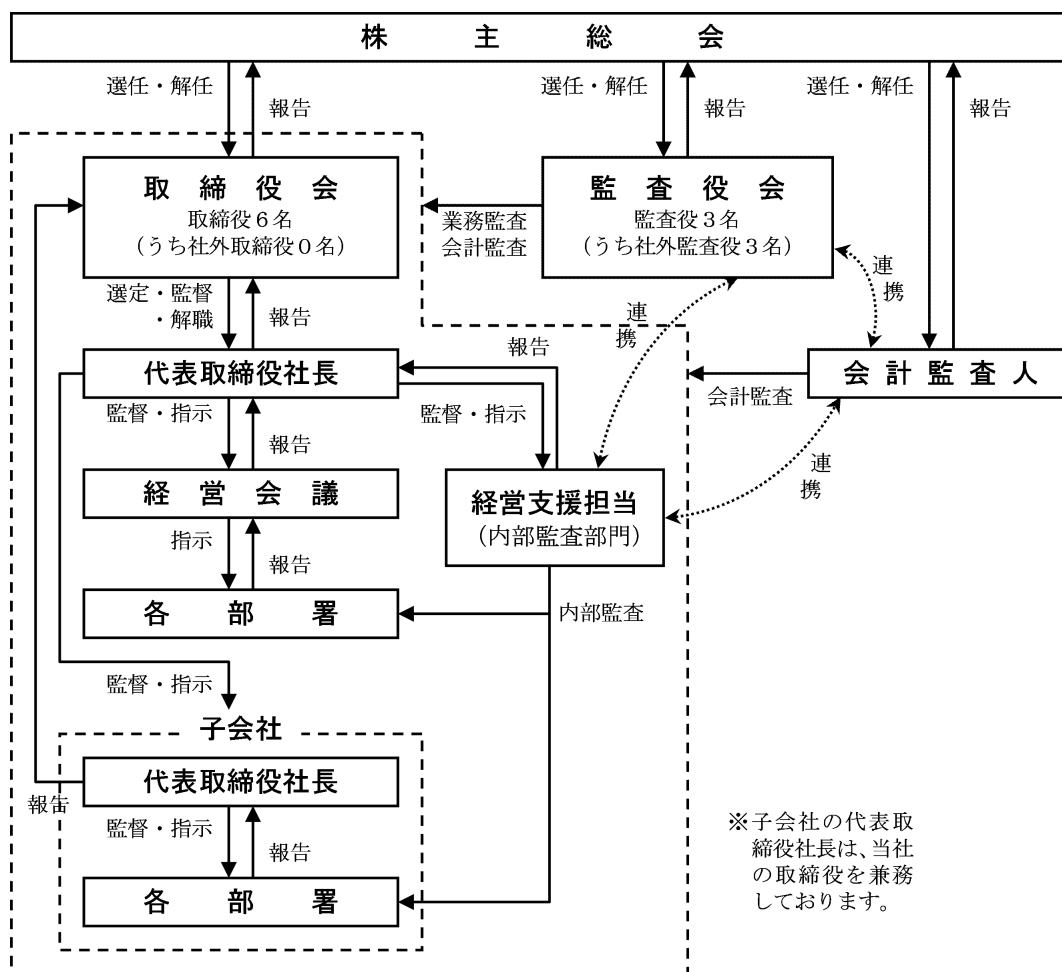 株主総会
選任・解任
報告
選任・解任
報告
選任・解任
報告
取締役会
取締役6名
（うち社外取締役０名）
業務監査
会計監査
監査役会
監査役３名
（うち社外監査役３名）
連携
連携
選定・監督
・解職
報告
代表取締役社長
報告
会計監査
会計監査人
監督・指示
報告
監督・指示
連携
経営会議
経営支援担当
（内部監査部門）
指示
報告
各部署
内部監査
監督・指示
子会社
代表取締役社長
報告
監督・指示
報告
各部署
※子会社の代表取
締役社長は、当社
の取締役を兼務
しております。